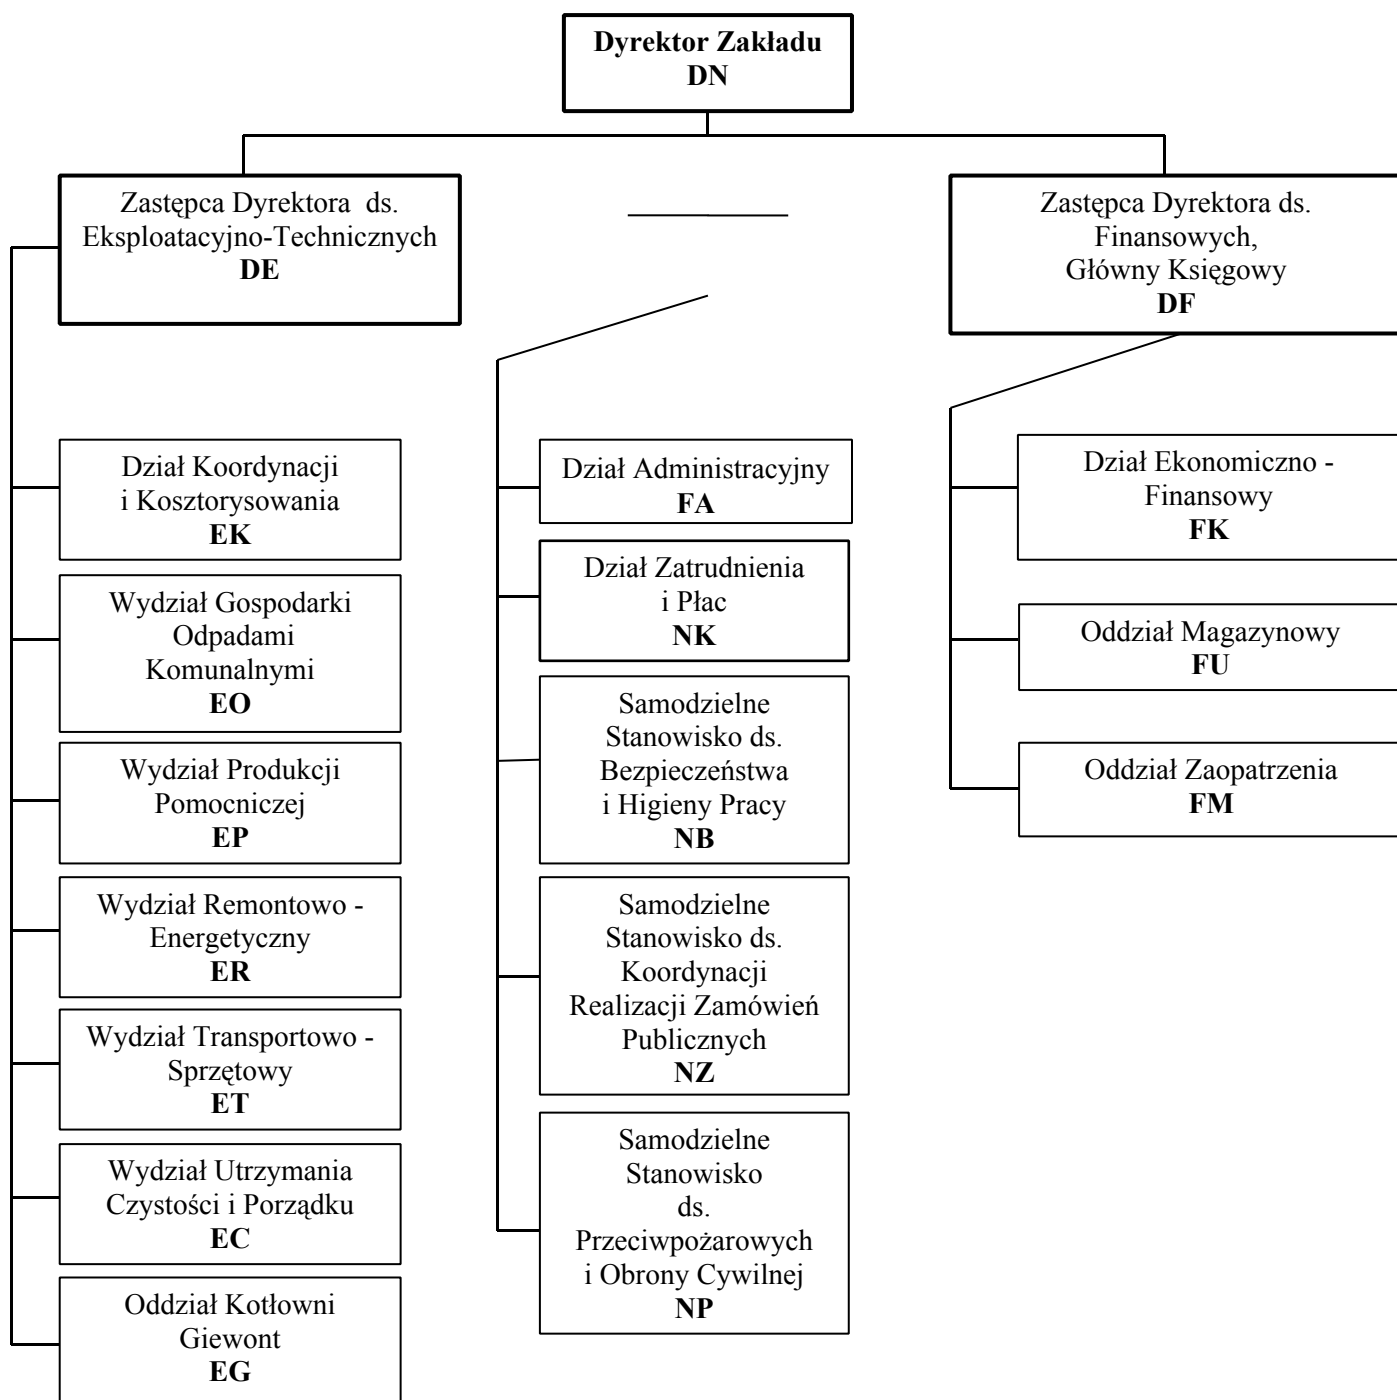 Dyrektor Zakładu
DN
Zastępca Dyrektora ds.
Eksploatacyjno-Technicznych
DE
Zastępca Dyrektora ds.
Finansowych,
Główny Księgowy
DF
Dział Koordynacji
i Kosztorysowania
EK
Wydział Gospodarki
Odpadami
Komunalnymi
EO
Wydział Produkcji
Pomocniczej
EP
Wydział Remontowo -
Energetyczny
ER
Wydział Transportowo -
Sprzętowy
ET
Wydział Utrzymania
Czystości i Porządku
EC
Oddział Kotłowni
Giewont
EG
Dział Administracyjny
FA
Dział Zatrudnienia
i Płac
NK
Samodzielne
Stanowisko ds.
Bezpieczeństwa
i Higieny Pracy
NB
Samodzielne
Stanowisko ds.
Koordynacji
Realizacji Zamówień
Publicznych
NZ
Samodzielne
Stanowisko
ds.
Przeciwpożarowych
i Obrony Cywilnej
NP
Dział Ekonomiczno -
Finansowy
FK
Oddział Magazynowy
FU
Oddział Zaopatrzenia
FM